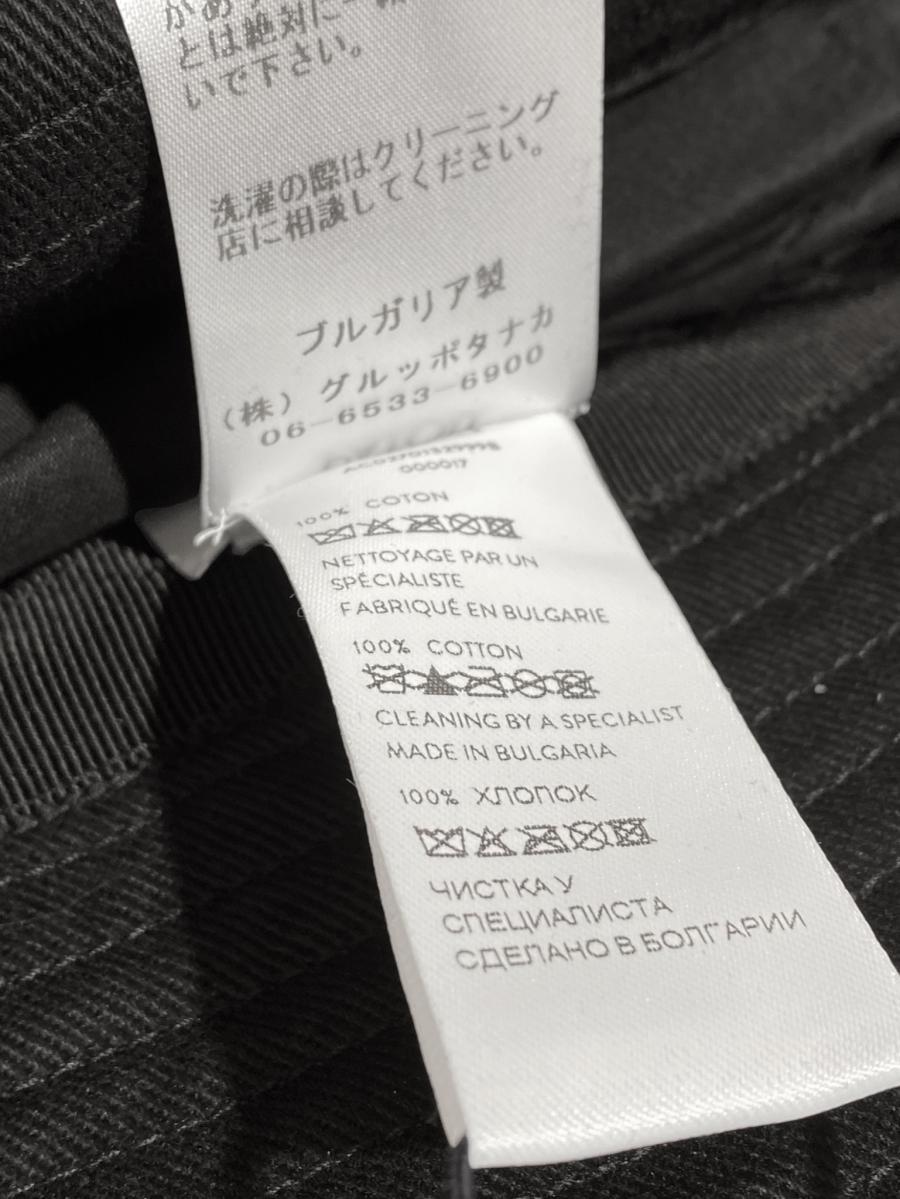 とは絶対に
いで下さい。
洗濯の際はクリーニング
店に相談してください。
ブルガリア製
(株) グルッポタナカ
06-6533-6900
000017
100% COTON
NETTOYAGE PAR UN
SPÉCIALISTE
FABRIQUÉ EN BULGARIE
100% COTTON
CLEANING BY A SPECIALIST
MADE IN BULGARIA
100% ХЛОПОК
ЧИСТКА У
СПЕЦИАЛИСТА
СДЕЛАНО В БОЛГАРИИ